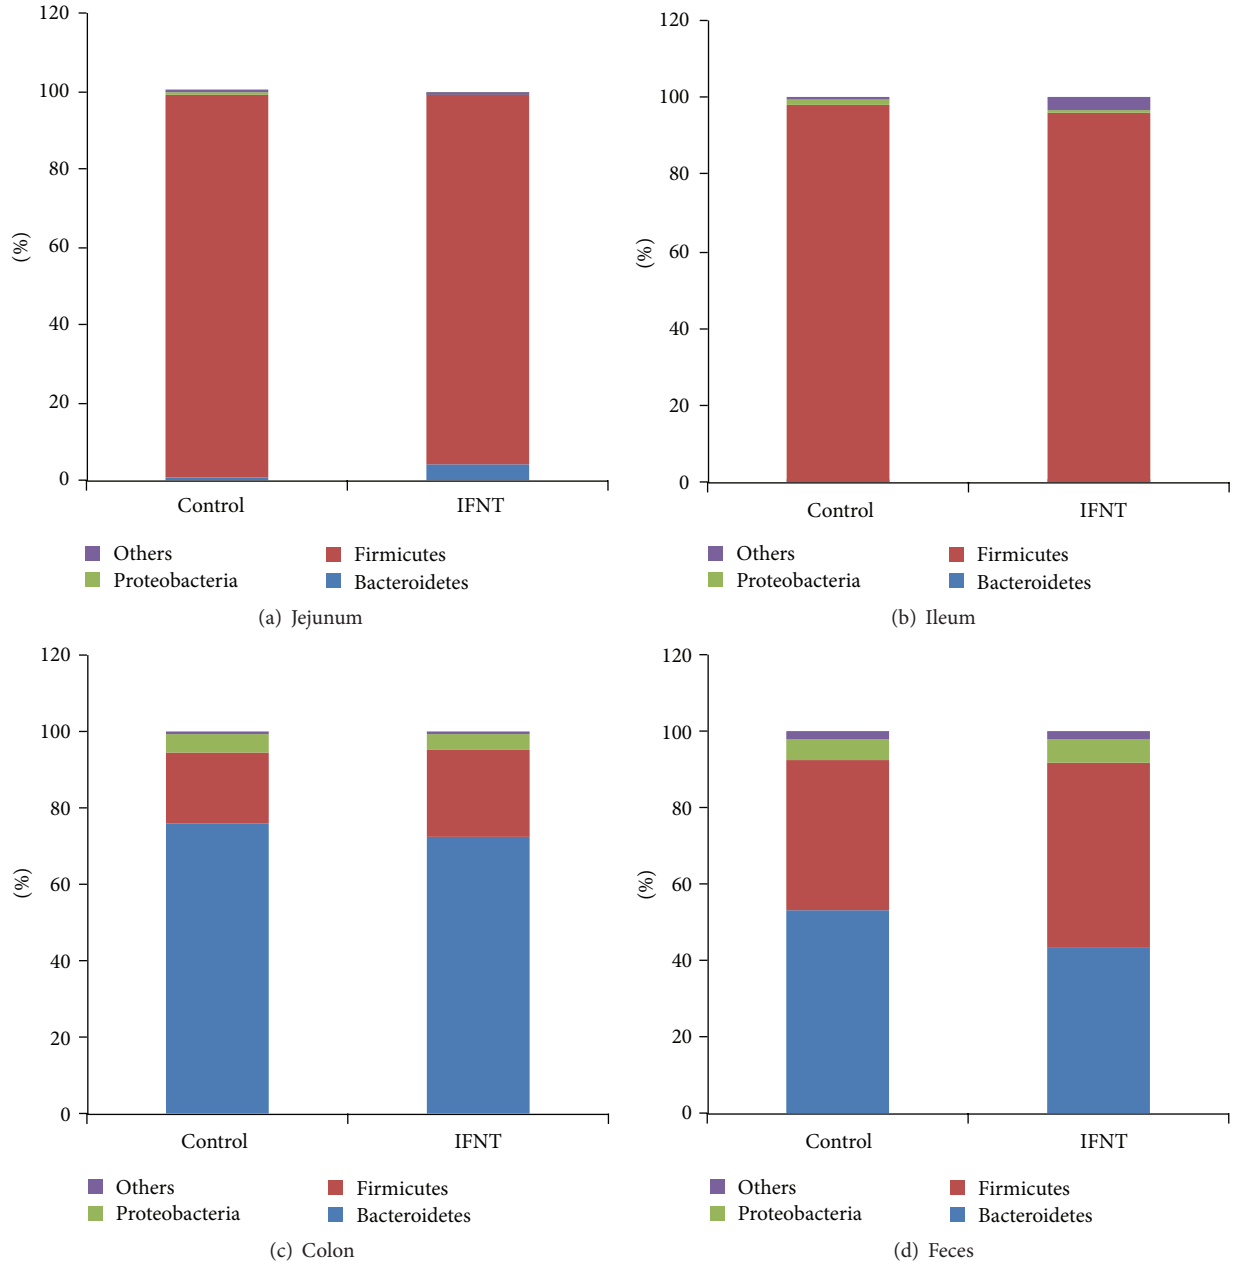 120
100
80
60
40
20
0
(%)
Control IFNT
Others Firmicutes
Proteobacteria Bacteroidetes
(a) Jejunum
120
100
80
60
40
20
0
(%)
Control IFNT
Others Firmicutes
Proteobacteria Bacteroidetes
(b) Ileum
120
100
80
60
40
20
0
(%)
Control IFNT
Others Firmicutes
Proteobacteria Bacteroidetes
(c) Colon
120
100
80
60
40
20
0
(%)
Control IFNT
Others Firmicutes
Proteobacteria Bacteroidetes
(d) Feces